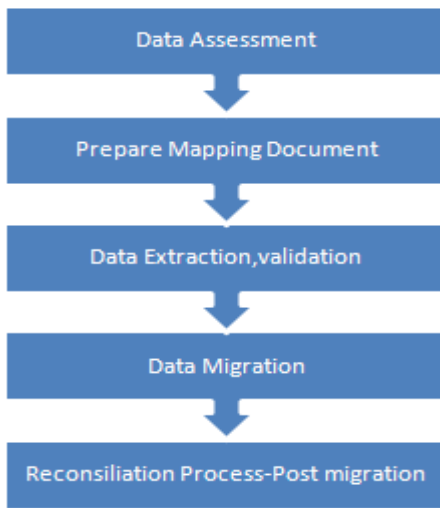 Data Assessment
Prepare Mapping Document
Data Extraction,validation
Data Migration
Reconsiliation Process-Post migration